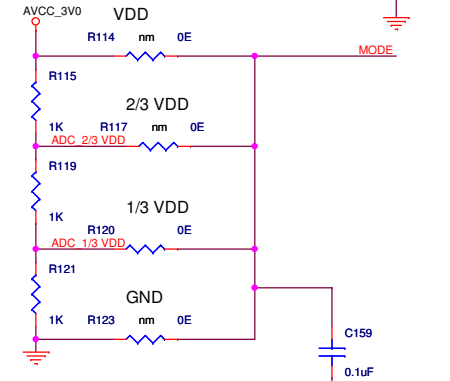 AVCC_3V0
VDD
R114 nm 0E
MODE
R115
2/3 VDD
1K R117 nm 0E
ADC_2/3 VDD
R119
1/3 VDD
1K
R120 0E
ADC_1/3 VDD
R121
GND
1K R123 nm 0E
C159
0.1uF